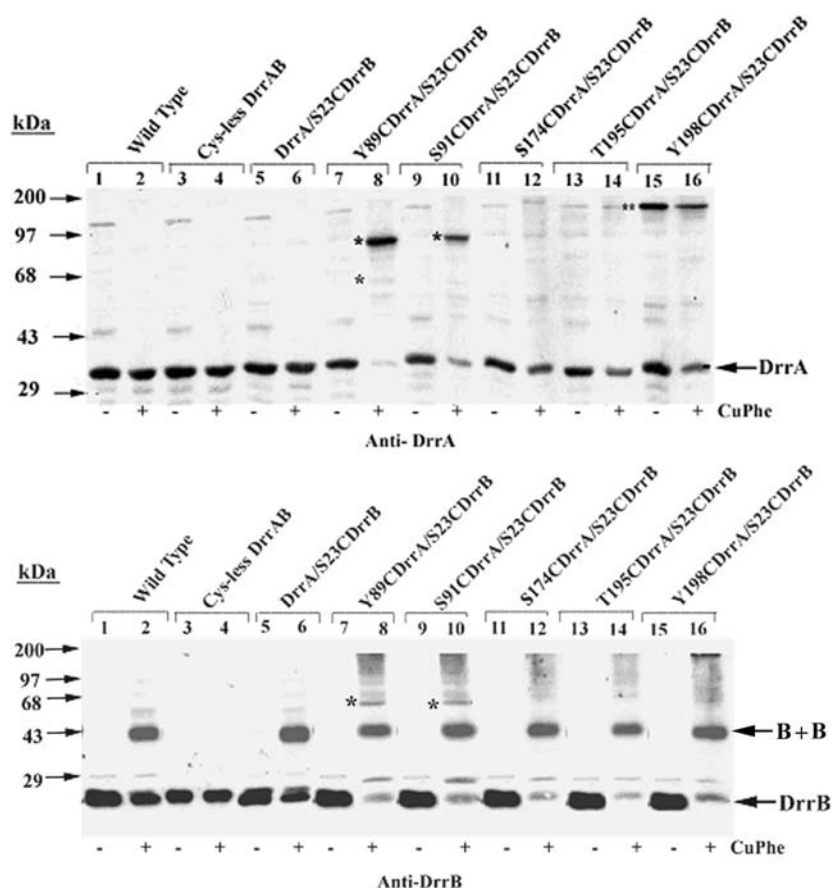 Wild Type
Cys-less DrrAB
DrrA/S23CDrrB
Y89CDrrA/S23CDrrB
S91CDrrA/S23CDrrB
S174CDrrA/S23CDrrB
T195CDrrA/S23CDrrB
Y198CDrrA/S23CDrrB
kDa
1 2 3 4 5 6 7 8 9 10 11 12 13 14 15 16
200
97
68
43
29
*
*
*
**
DrrA
- + - + - + - + - + - + - + - + CuPhe
Anti- DrrA
Wild Type
Cys-less DrrAB
DrrA/S23CDrrB
Y89CDrrA/S23CDrrB
S91CDrrA/S23CDrrB
S174CDrrA/S23CDrrB
T195CDrrA/S23CDrrB
Y198CDrrA/S23CDrrB
kDa
1 2 3 4 5 6 7 8 9 10 11 12 13 14 15 16
200
97
68
* *
43
B+B
29
DrrB
- + - + - + - + - + - + - + - + CuPhe
Anti-DrrB